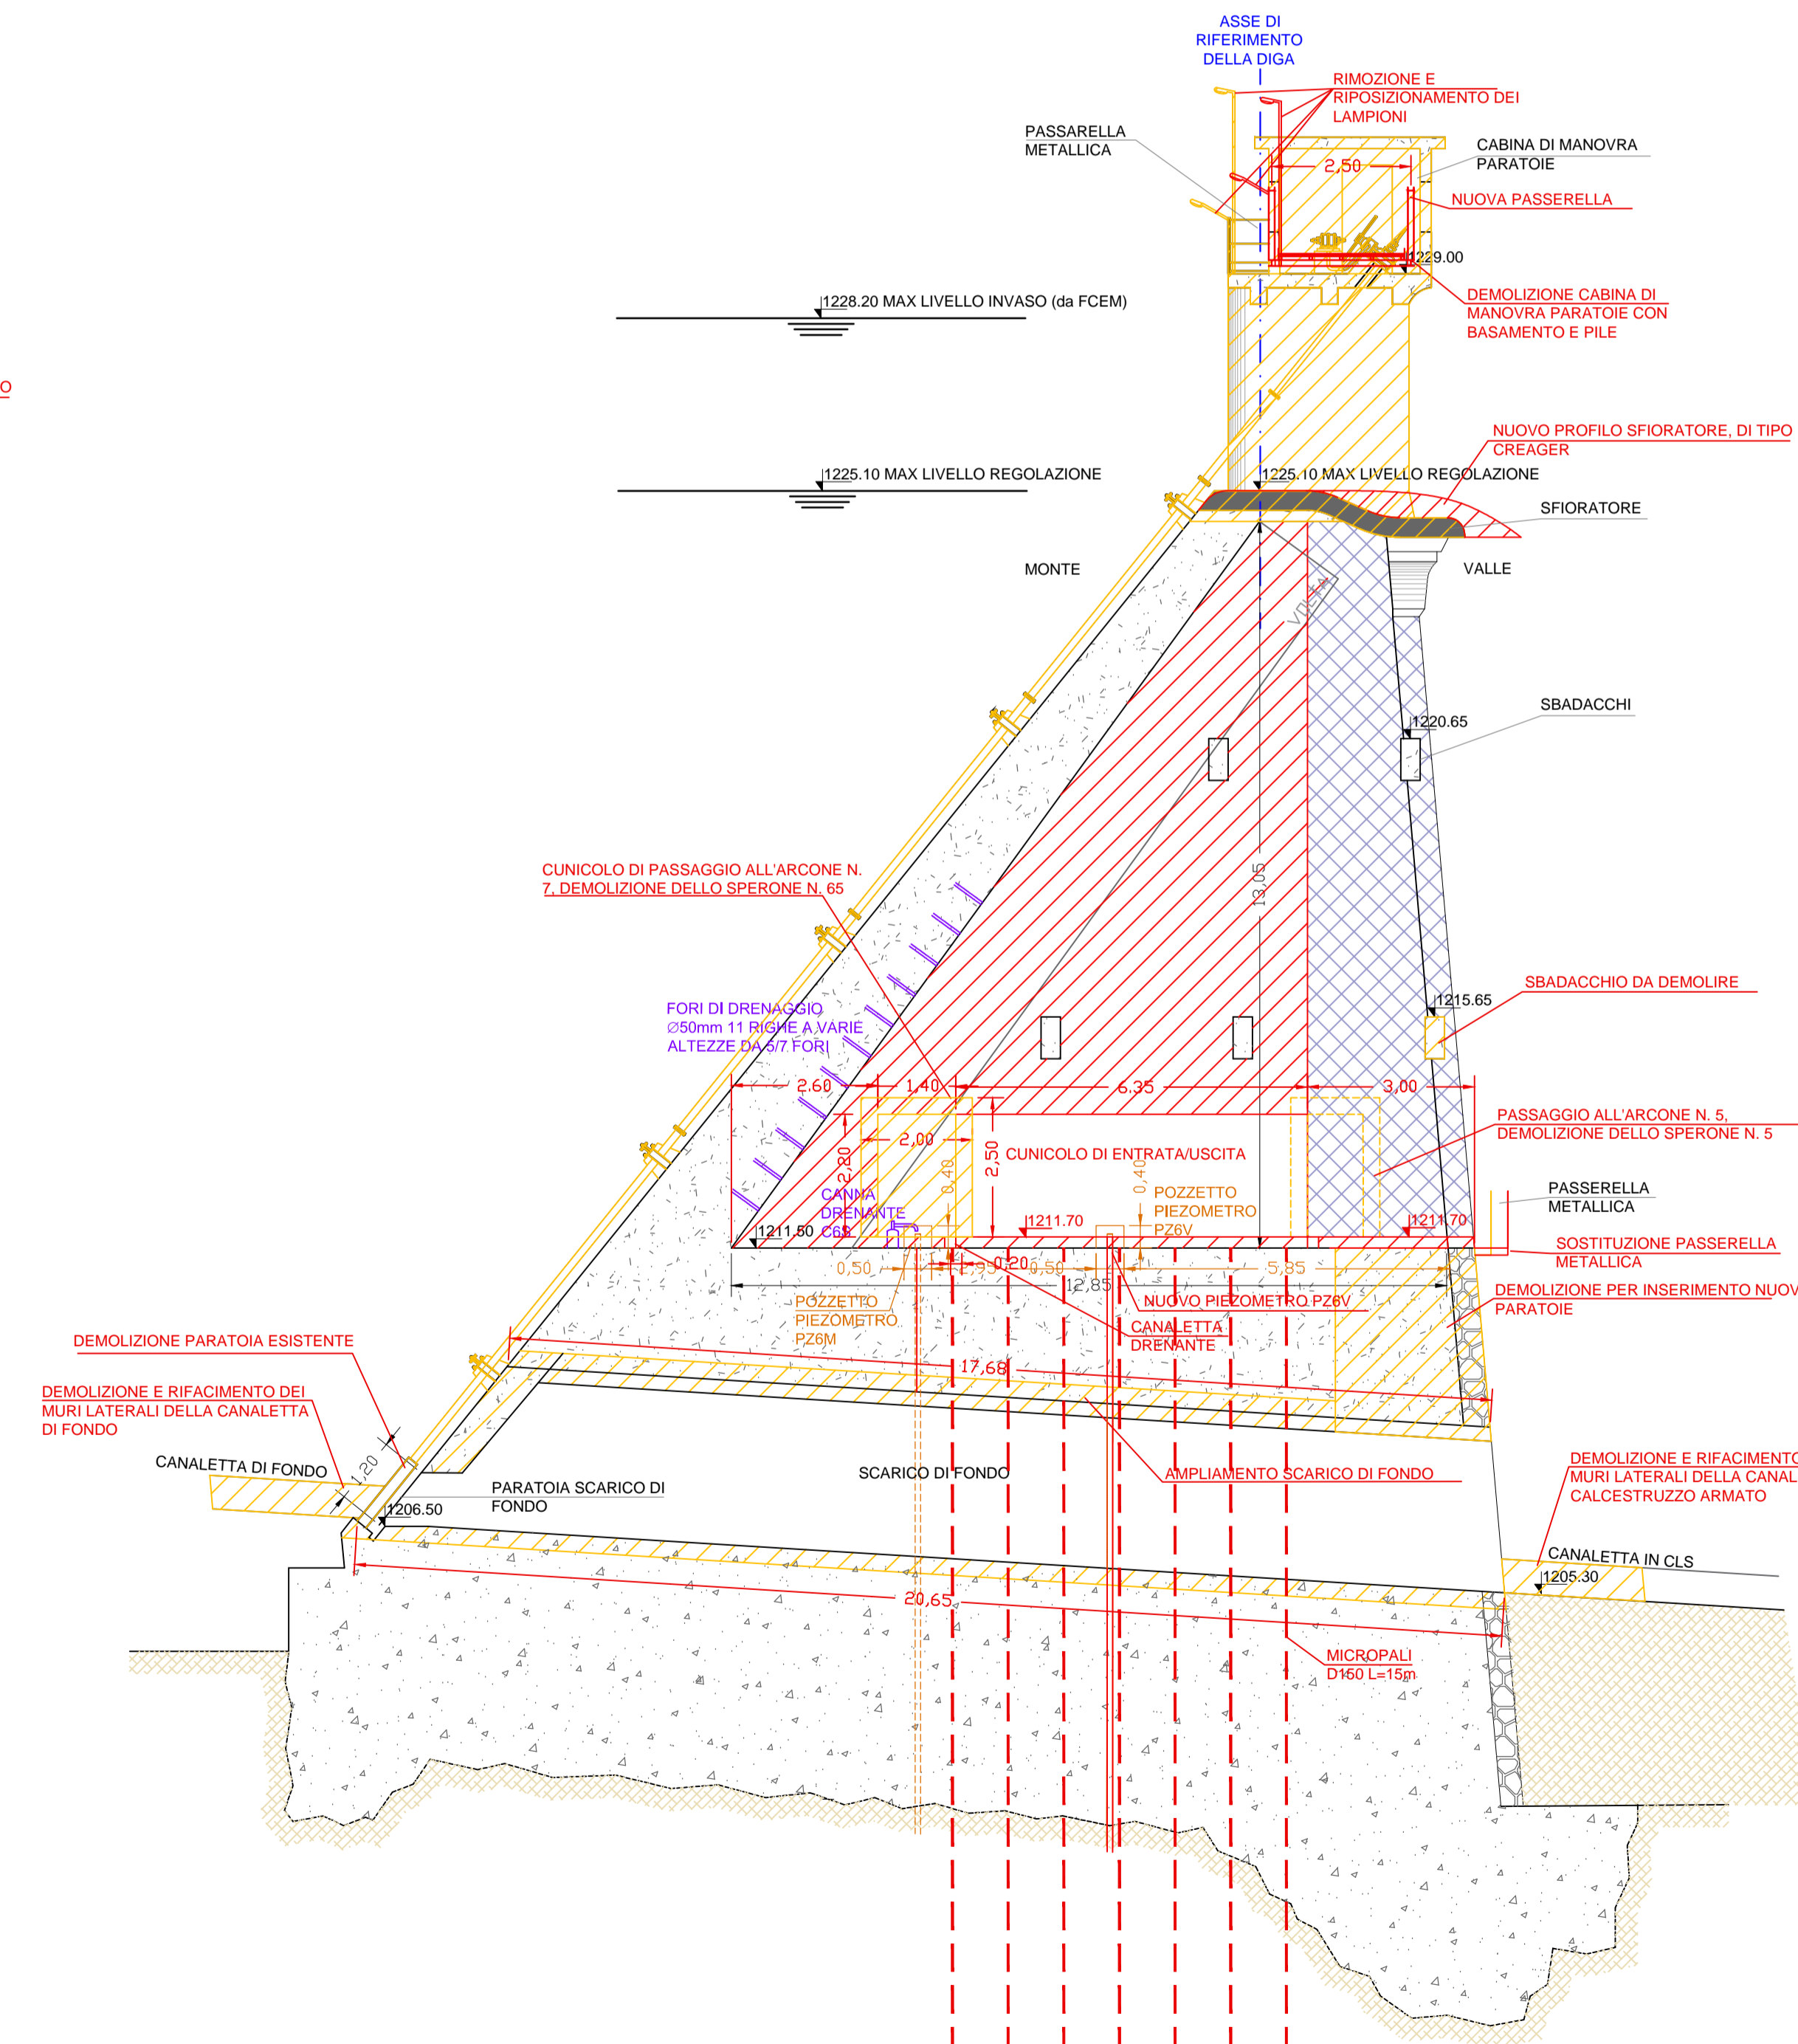 ASSE DI
RIFERIMENTO
DELLA DIGA
RIMOZIONE E
RIPOSIZIONAMENTO DEI
LAMPIONI
PASSARELLA
METALLICA
CABINA DI MANOVRA
PARATOIE
2,50
NUOVA PASSERELLA
1229.00
1228.20 MAX LIVELLO INVASO (da FCEM)
DEMOLIZIONE CABINA DI
MANOVRA PARATOIE CON
BASAMENTO E PILE
O
NUOVO PROFILO SFIORATORE, DI TIPO
CREAGER
1225.10 MAX LIVELLO REGOLAZIONE
1225.10 MAX LIVELLO REGOLAZIONE
SFIORATORE
MONTE
VALLE
VOLTA
SBADACCHI
1220.65
13,05
CUNICOLO DI PASSAGGIO ALL'ARCONE N.
7, DEMOLIZIONE DELLO SPERONE N. 65
SBADACCHIO DA DEMOLIRE
1215.65
FORI DI DRENAGGIO
Ø50mm 11 RIGHE A VARIE
ALTEZZE DA 5/7 FORI
2.60
1,40
6.35
3,00
PASSAGGIO ALL'ARCONE N. 5,
DEMOLIZIONE DELLO SPERONE N. 5
2,00
2,20
2,50
0,40
0,40
CUNICOLO DI ENTRATA/USCITA
CANNA
DRENANTE
C6S
POZZETTO
PIEZOMETRO
PZ6V
PASSERELLA
METALLICA
1211.50
1211.70
1211.70
SOSTITUZIONE PASSERELLA
METALLICA
0,50
2,95
0,20
0,50
5,85
12,85
POZZETTO
PIEZOMETRO
PZ6M
NUOVO PIEZOMETRO PZ6V
CANALETTA
DRENANTE
DEMOLIZIONE PER INSERIMENTO NUOV
PARATOIE
DEMOLIZIONE PARATOIA ESISTENTE
17,68
DEMOLIZIONE E RIFACIMENTO DEI
MURI LATERALI DELLA CANALETTA
DI FONDO
1,20
CANALETTA DI FONDO
PARATOIA SCARICO DI
FONDO
SCARICO DI FONDO
AMPLIAMENTO SCARICO DI FONDO
DEMOLIZIONE E RIFACIMENTO
MURI LATERALI DELLA CANAL
CALCESTRUZZO ARMATO
1206.50
CANALETTA IN CLS
1205.30
20,65
MICROPALI
D150 L=15m